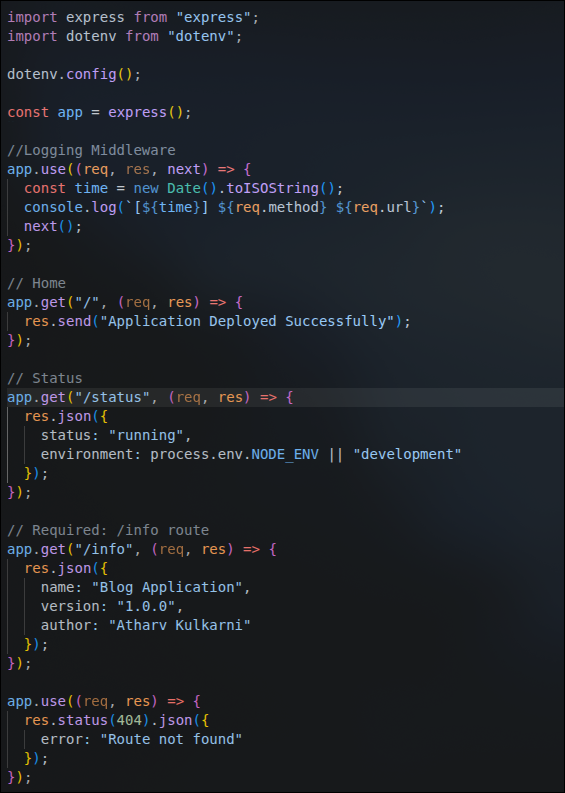 import express from "express";
import dotenv from "dotenv";

dotenv.config();

const app = express();

//Logging Middleware
app.use((req, res, next) => {
  const time = new Date().toISOString();
  console.log(`[${time}] ${req.method} ${req.url}`);
  next();
});

// Home
app.get("/", (req, res) => {
  res.send("Application Deployed Successfully");
});

// Status
app.get("/status", (req, res) => {
  res.json({
    status: "running",
    environment: process.env.NODE_ENV || "development"
  });
});

// Required: /info route
app.get("/info", (req, res) => {
  res.json({
    name: "Blog Application",
    version: "1.0.0",
    author: "Atharv Kulkarni"
  });
});

app.use((req, res) => {
  res.status(404).json({
    error: "Route not found"
  });
});